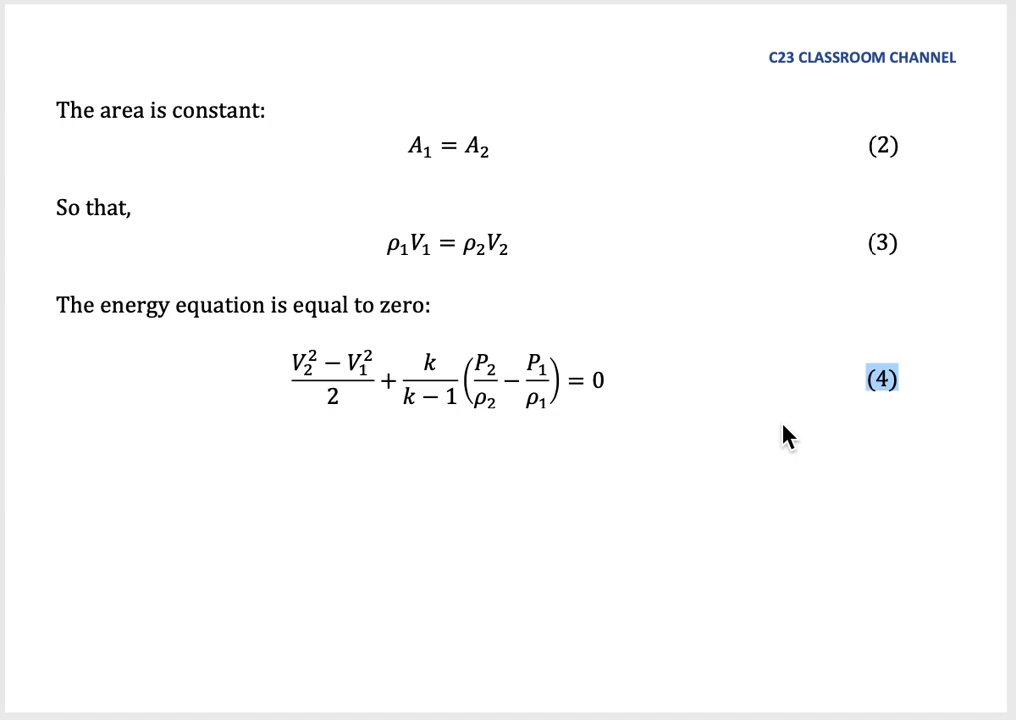 C23 CLASSROOM CHANNEL
The area is constant:
A₁ = A₂ (2)
So that,
ρ₁V₁ = ρ₂V₂ (3)
The energy equation is equal to zero:
(V₂² − V₁²)/2 + k/(k − 1) (P₂/ρ₂ − P₁/ρ₁) = 0 (4)